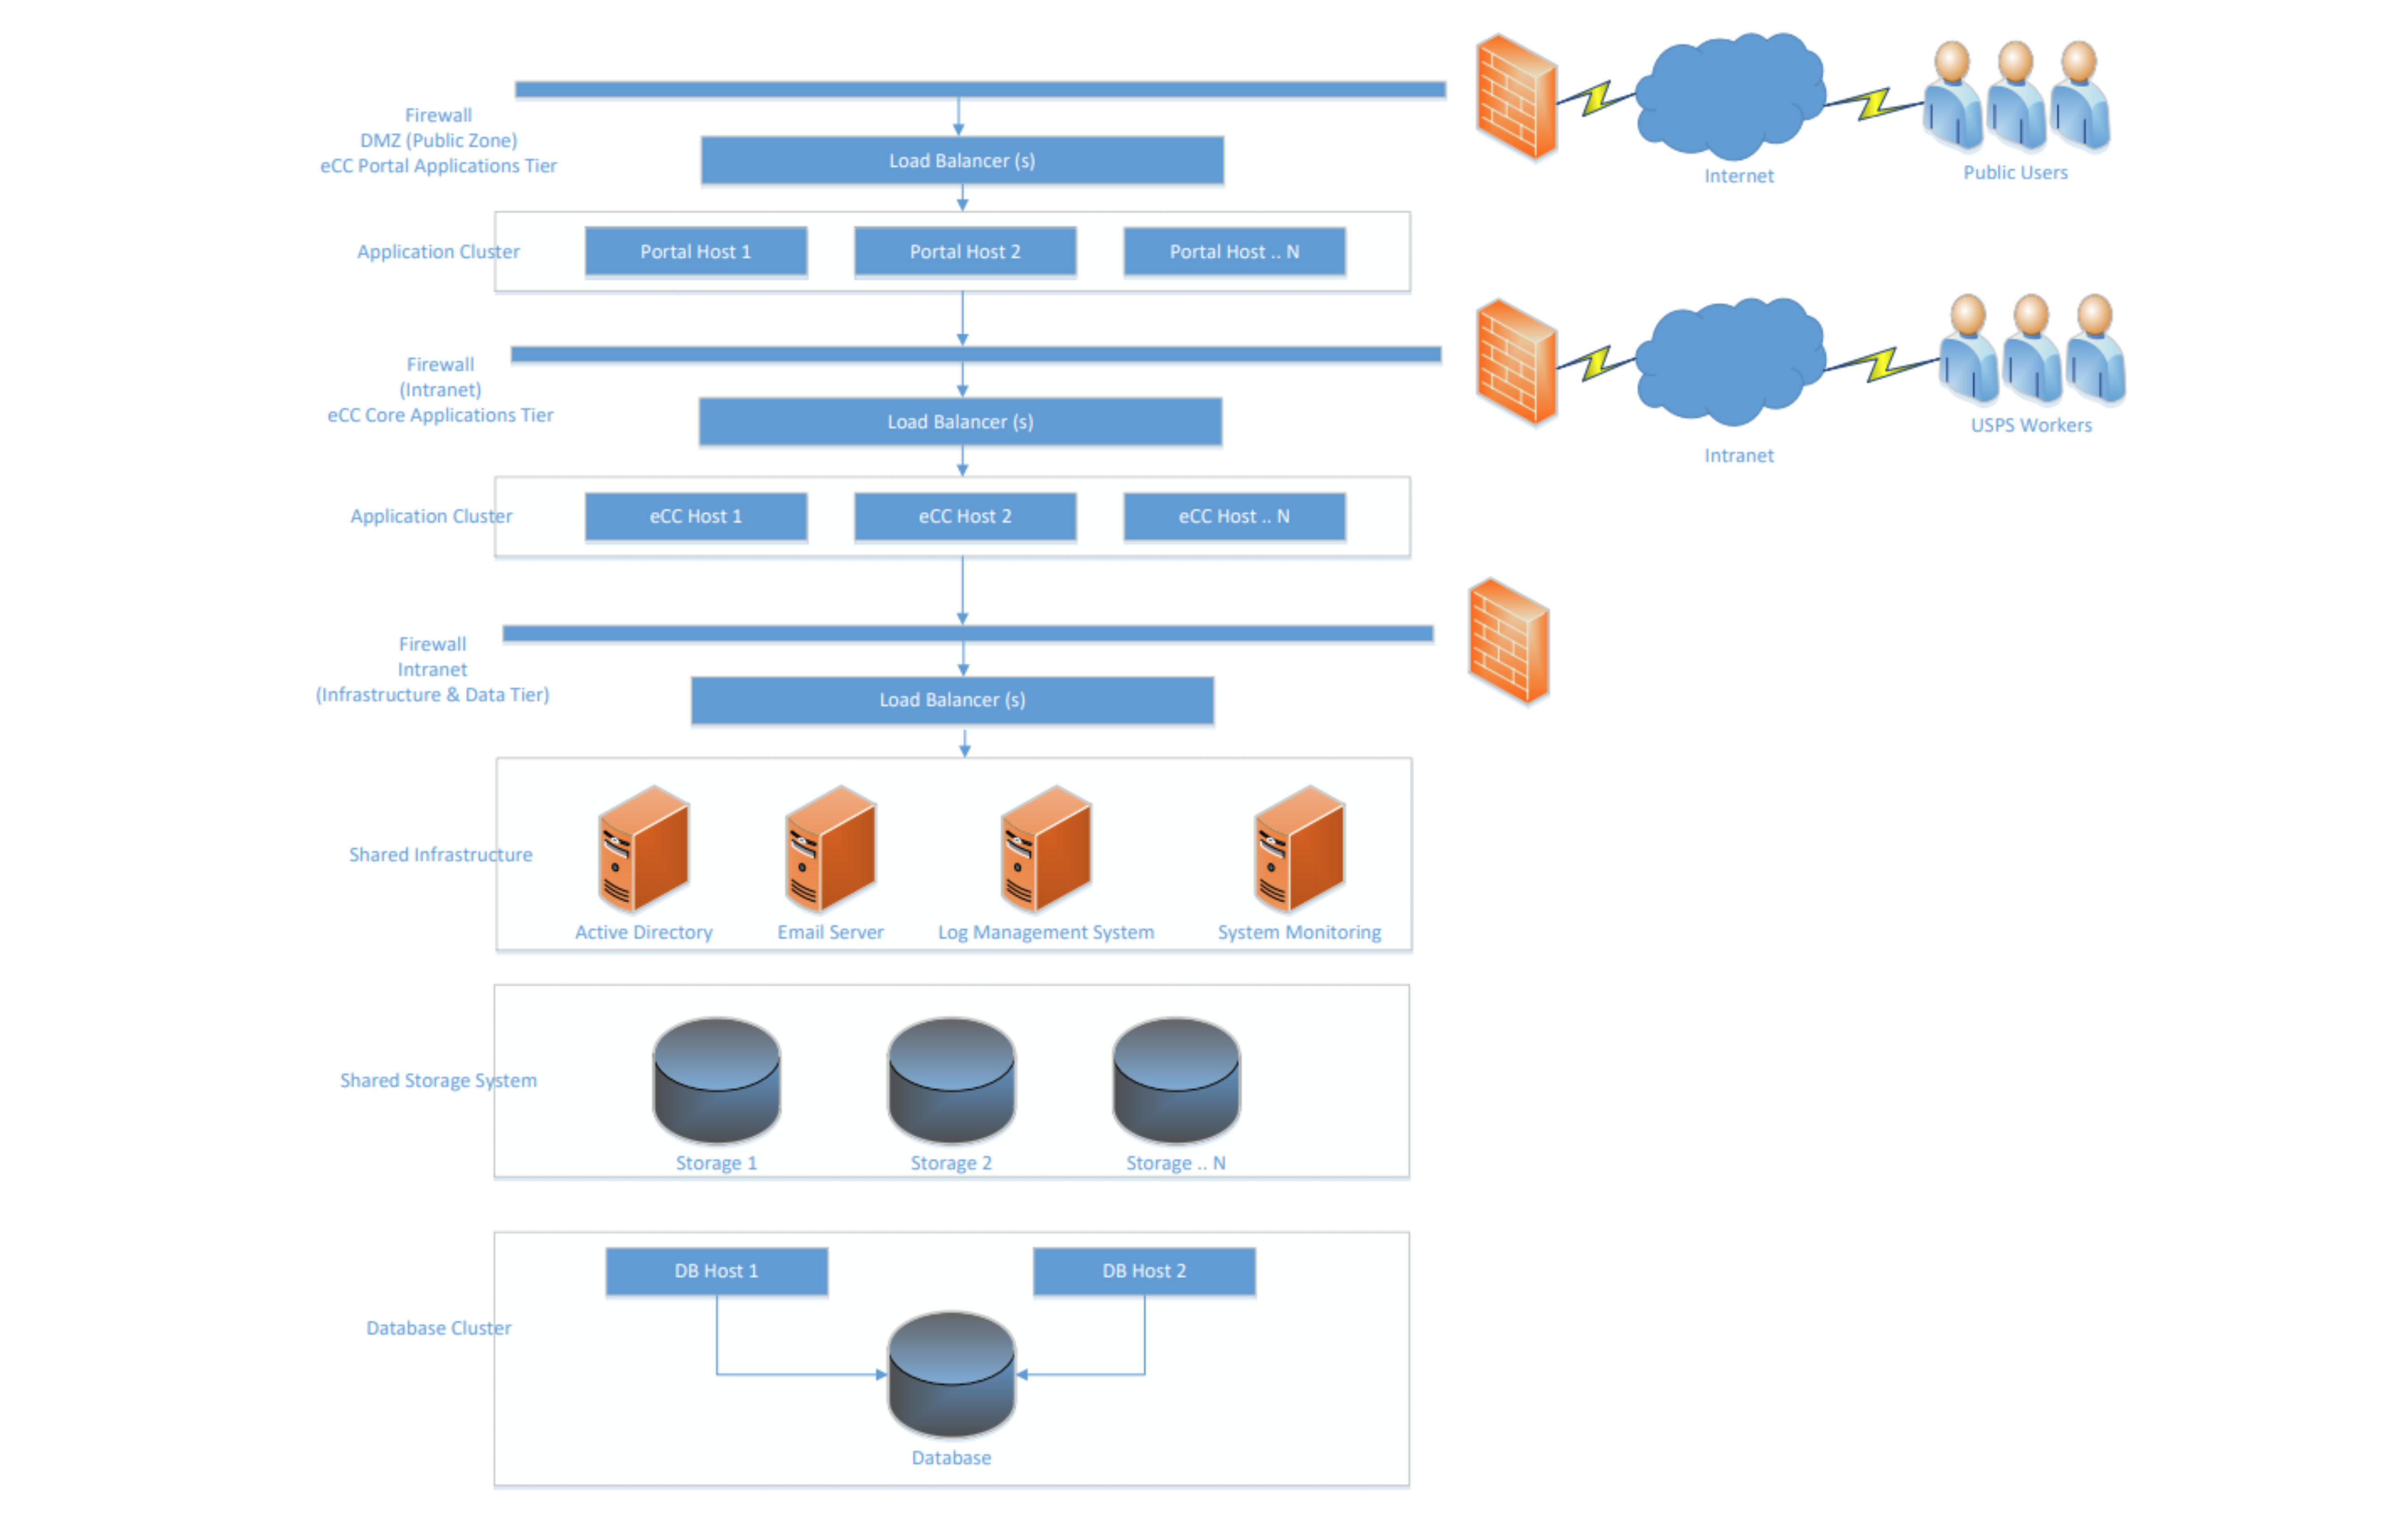 Firewall
DMZ (Public Zone)
eCC Portal Applications Tier
Load Balancer (s)
Internet
Public Users
Application Cluster
Portal Host 1
Portal Host 2
Portal Host .. N
Firewall
(Intranet)
eCC Core Applications Tier
Load Balancer (s)
Intranet
USPS Workers
Application Cluster
eCC Host 1
eCC Host 2
eCC Host .. N
Firewall
Intranet
(Infrastructure & Data Tier)
Load Balancer (s)
Shared Infrastructure
Active Directory
Email Server
Log Management System
System Monitoring
Shared Storage System
Storage 1
Storage 2
Storage .. N
Database Cluster
DB Host 1
DB Host 2
Database